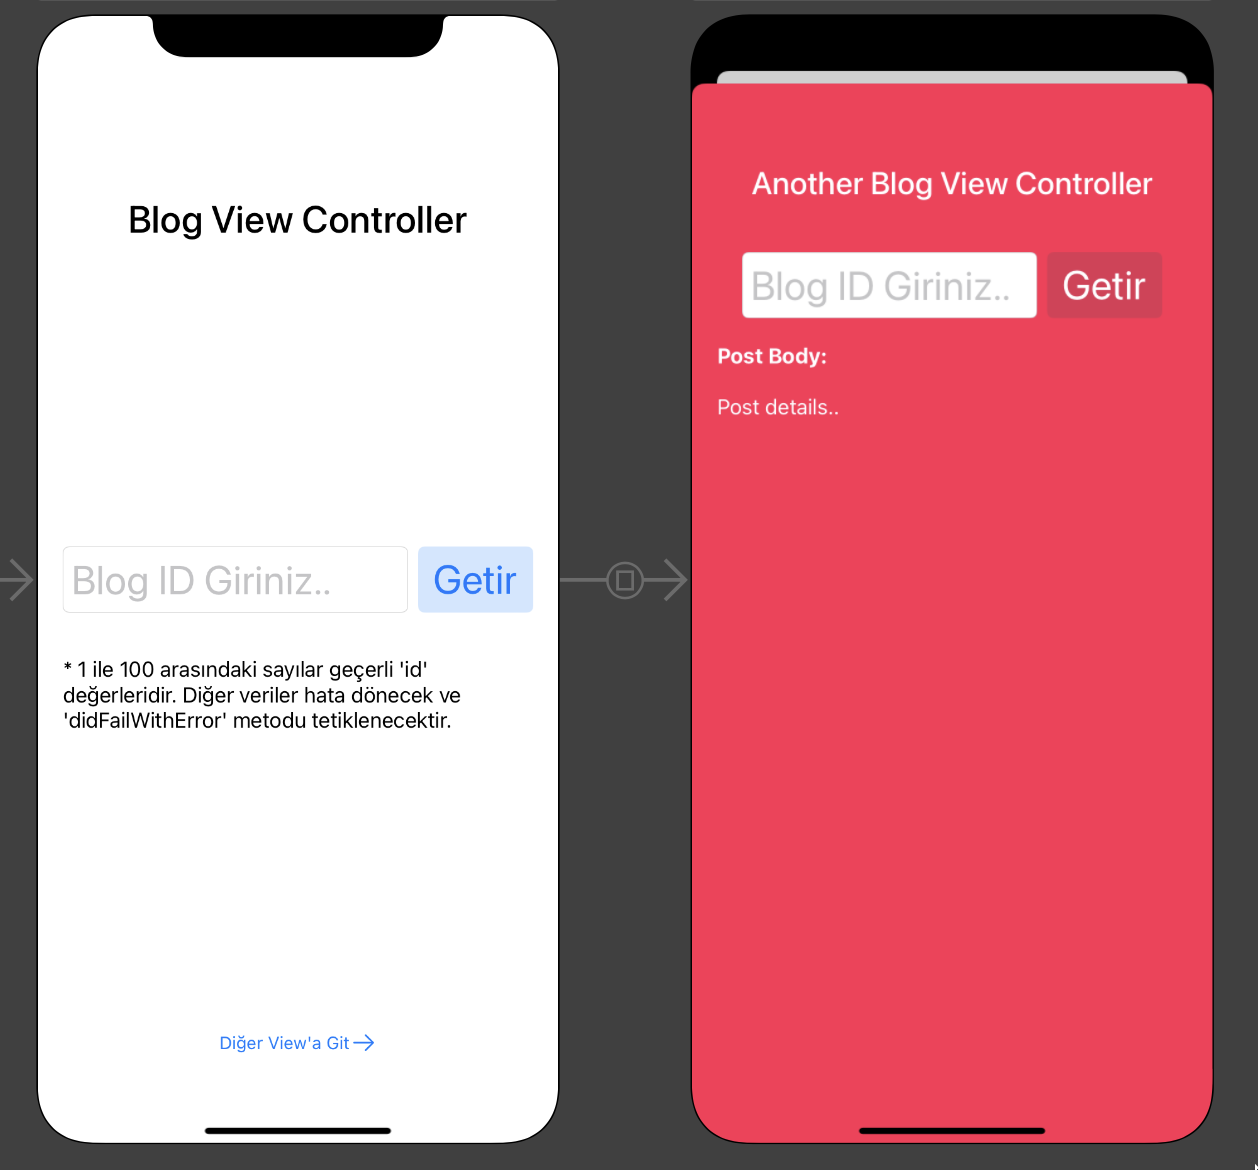 Blog View Controller
Blog ID Giriniz..
Getir
* 1 ile 100 arasındaki sayılar geçerli 'id'
değerleridir. Diğer veriler hata dönecek ve
'didFailWithError' metodu tetiklenecektir.
Diğer View'a Git
Another Blog View Controller
Blog ID Giriniz..
Getir
Post Body:
Post details..